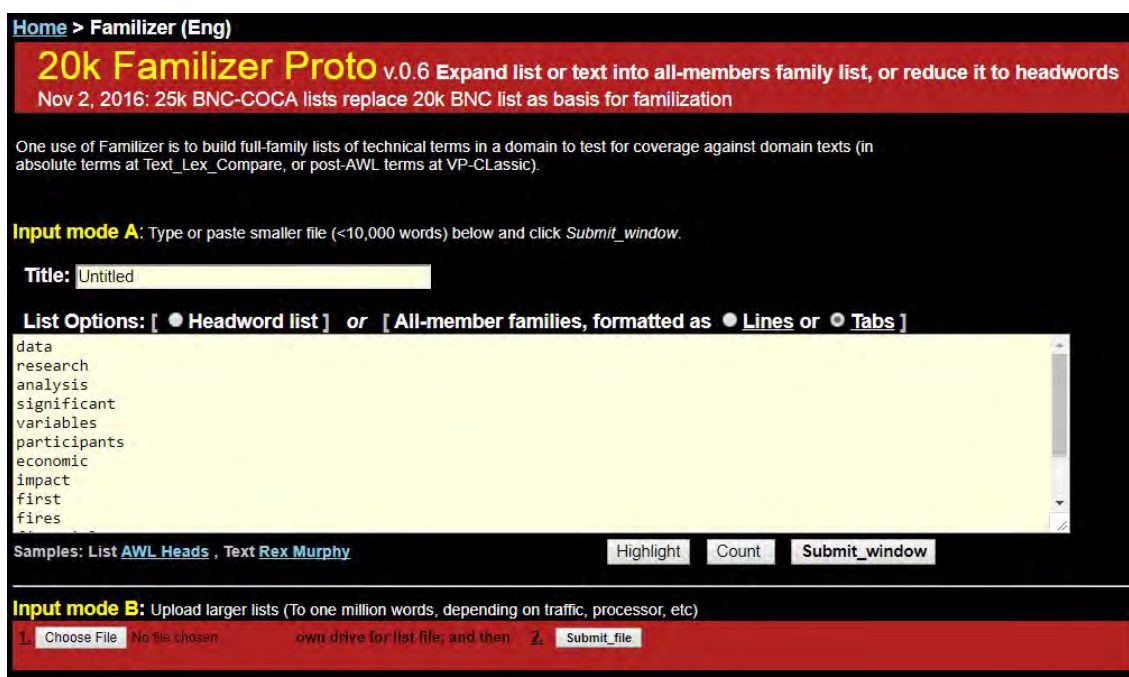 Home > Familizer (Eng)
20k Familizer Proto v.0.6 Expand list or text into all-members family list, or reduce it to headwords
Nov 2, 2016: 25k BNC-COCA lists replace 20k BNC list as basis for familization
One use of Familizer is to build full-family lists of technical terms in a domain to test for coverage against domain texts (in
absolute terms at Text_Lex_Compare, or post-AWL terms at VP-CLassic).
Input mode A: Type or paste smaller file (<10,000 words) below and click Submit_window.
Title: Untitled
List Options: [ Headword list ] or [ All-member families, formatted as Lines or Tabs ]
data
research
analysis
significant
variables
participants
economic
impact
first
fires
Samples: List AWL Heads , Text Rex Murphy
Highlight Count Submit_window
Input mode B: Upload larger lists (To one million words, depending on traffic, processor, etc)
1. Choose File No file chosen own drive for list file; and then 2. Submit_file